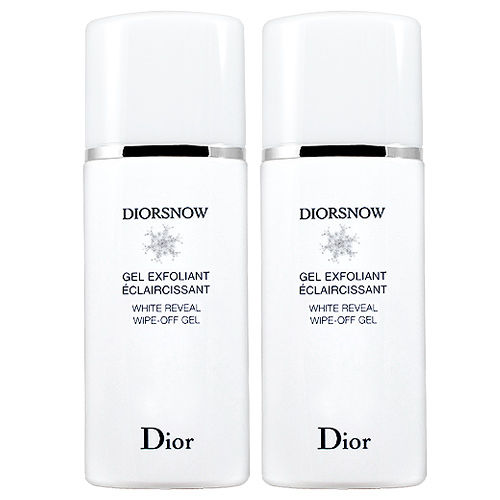 DIORSNOW
GEL EXFOLIANT
ÉCLAIRCISSANT
WHITE REVEAL
WIPE-OFF GEL
Dior
DIORSNOW
GEL EXFOLIANT
ÉCLAIRCISSANT
WHITE REVEAL
WIPE-OFF GEL
Dior